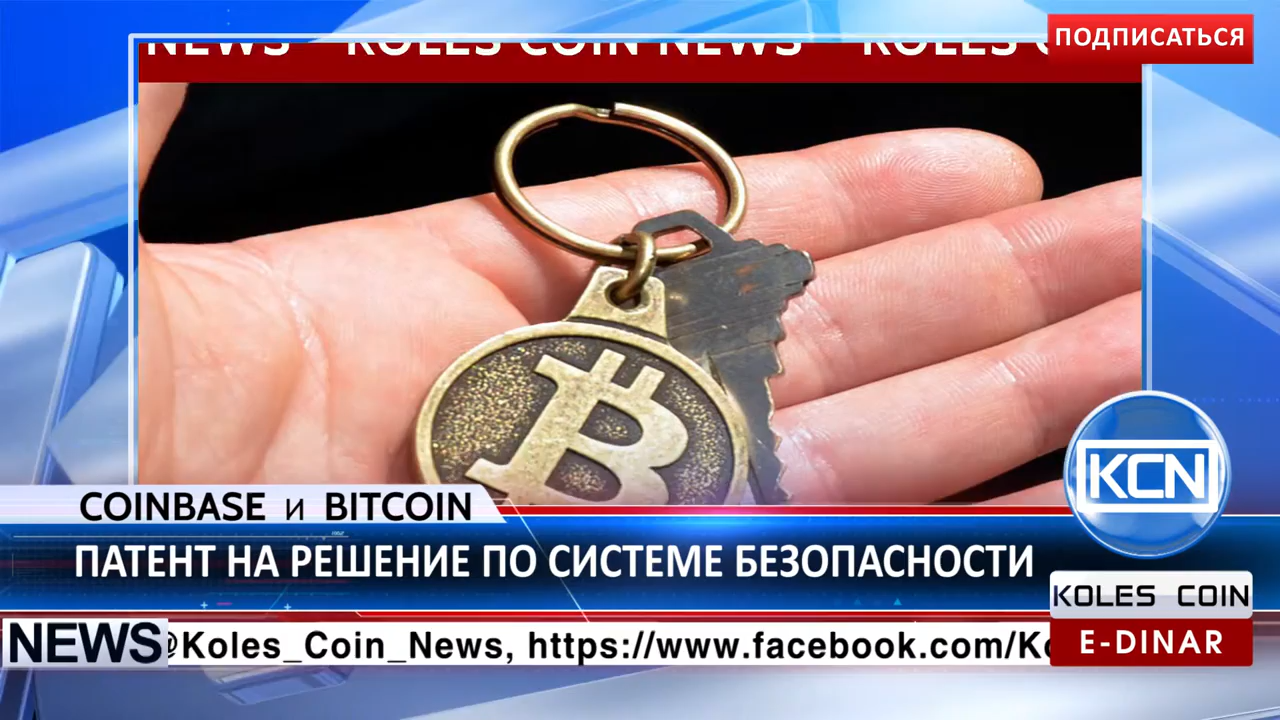 NEWS KOLES COIN NEWS KOLES
ПОДПИСАТЬСЯ
B
KCN
COINBASE и BITCOIN
ПАТЕНТ НА РЕШЕНИЕ ПО СИСТЕМЕ БЕЗОПАСНОСТИ
KOLES COIN
NEWS @Koles_Coin_News, https://www.facebook.com/Ko
E-DINAR